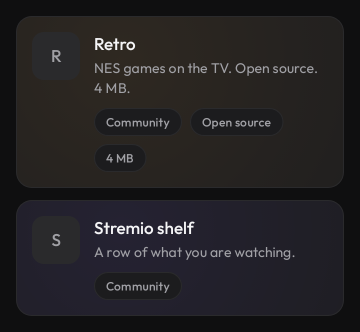 R
Retro
NES games on the TV. Open source.
4 MB.
Community
Open source
4 MB
S
Stremio shelf
A row of what you are watching.
Community